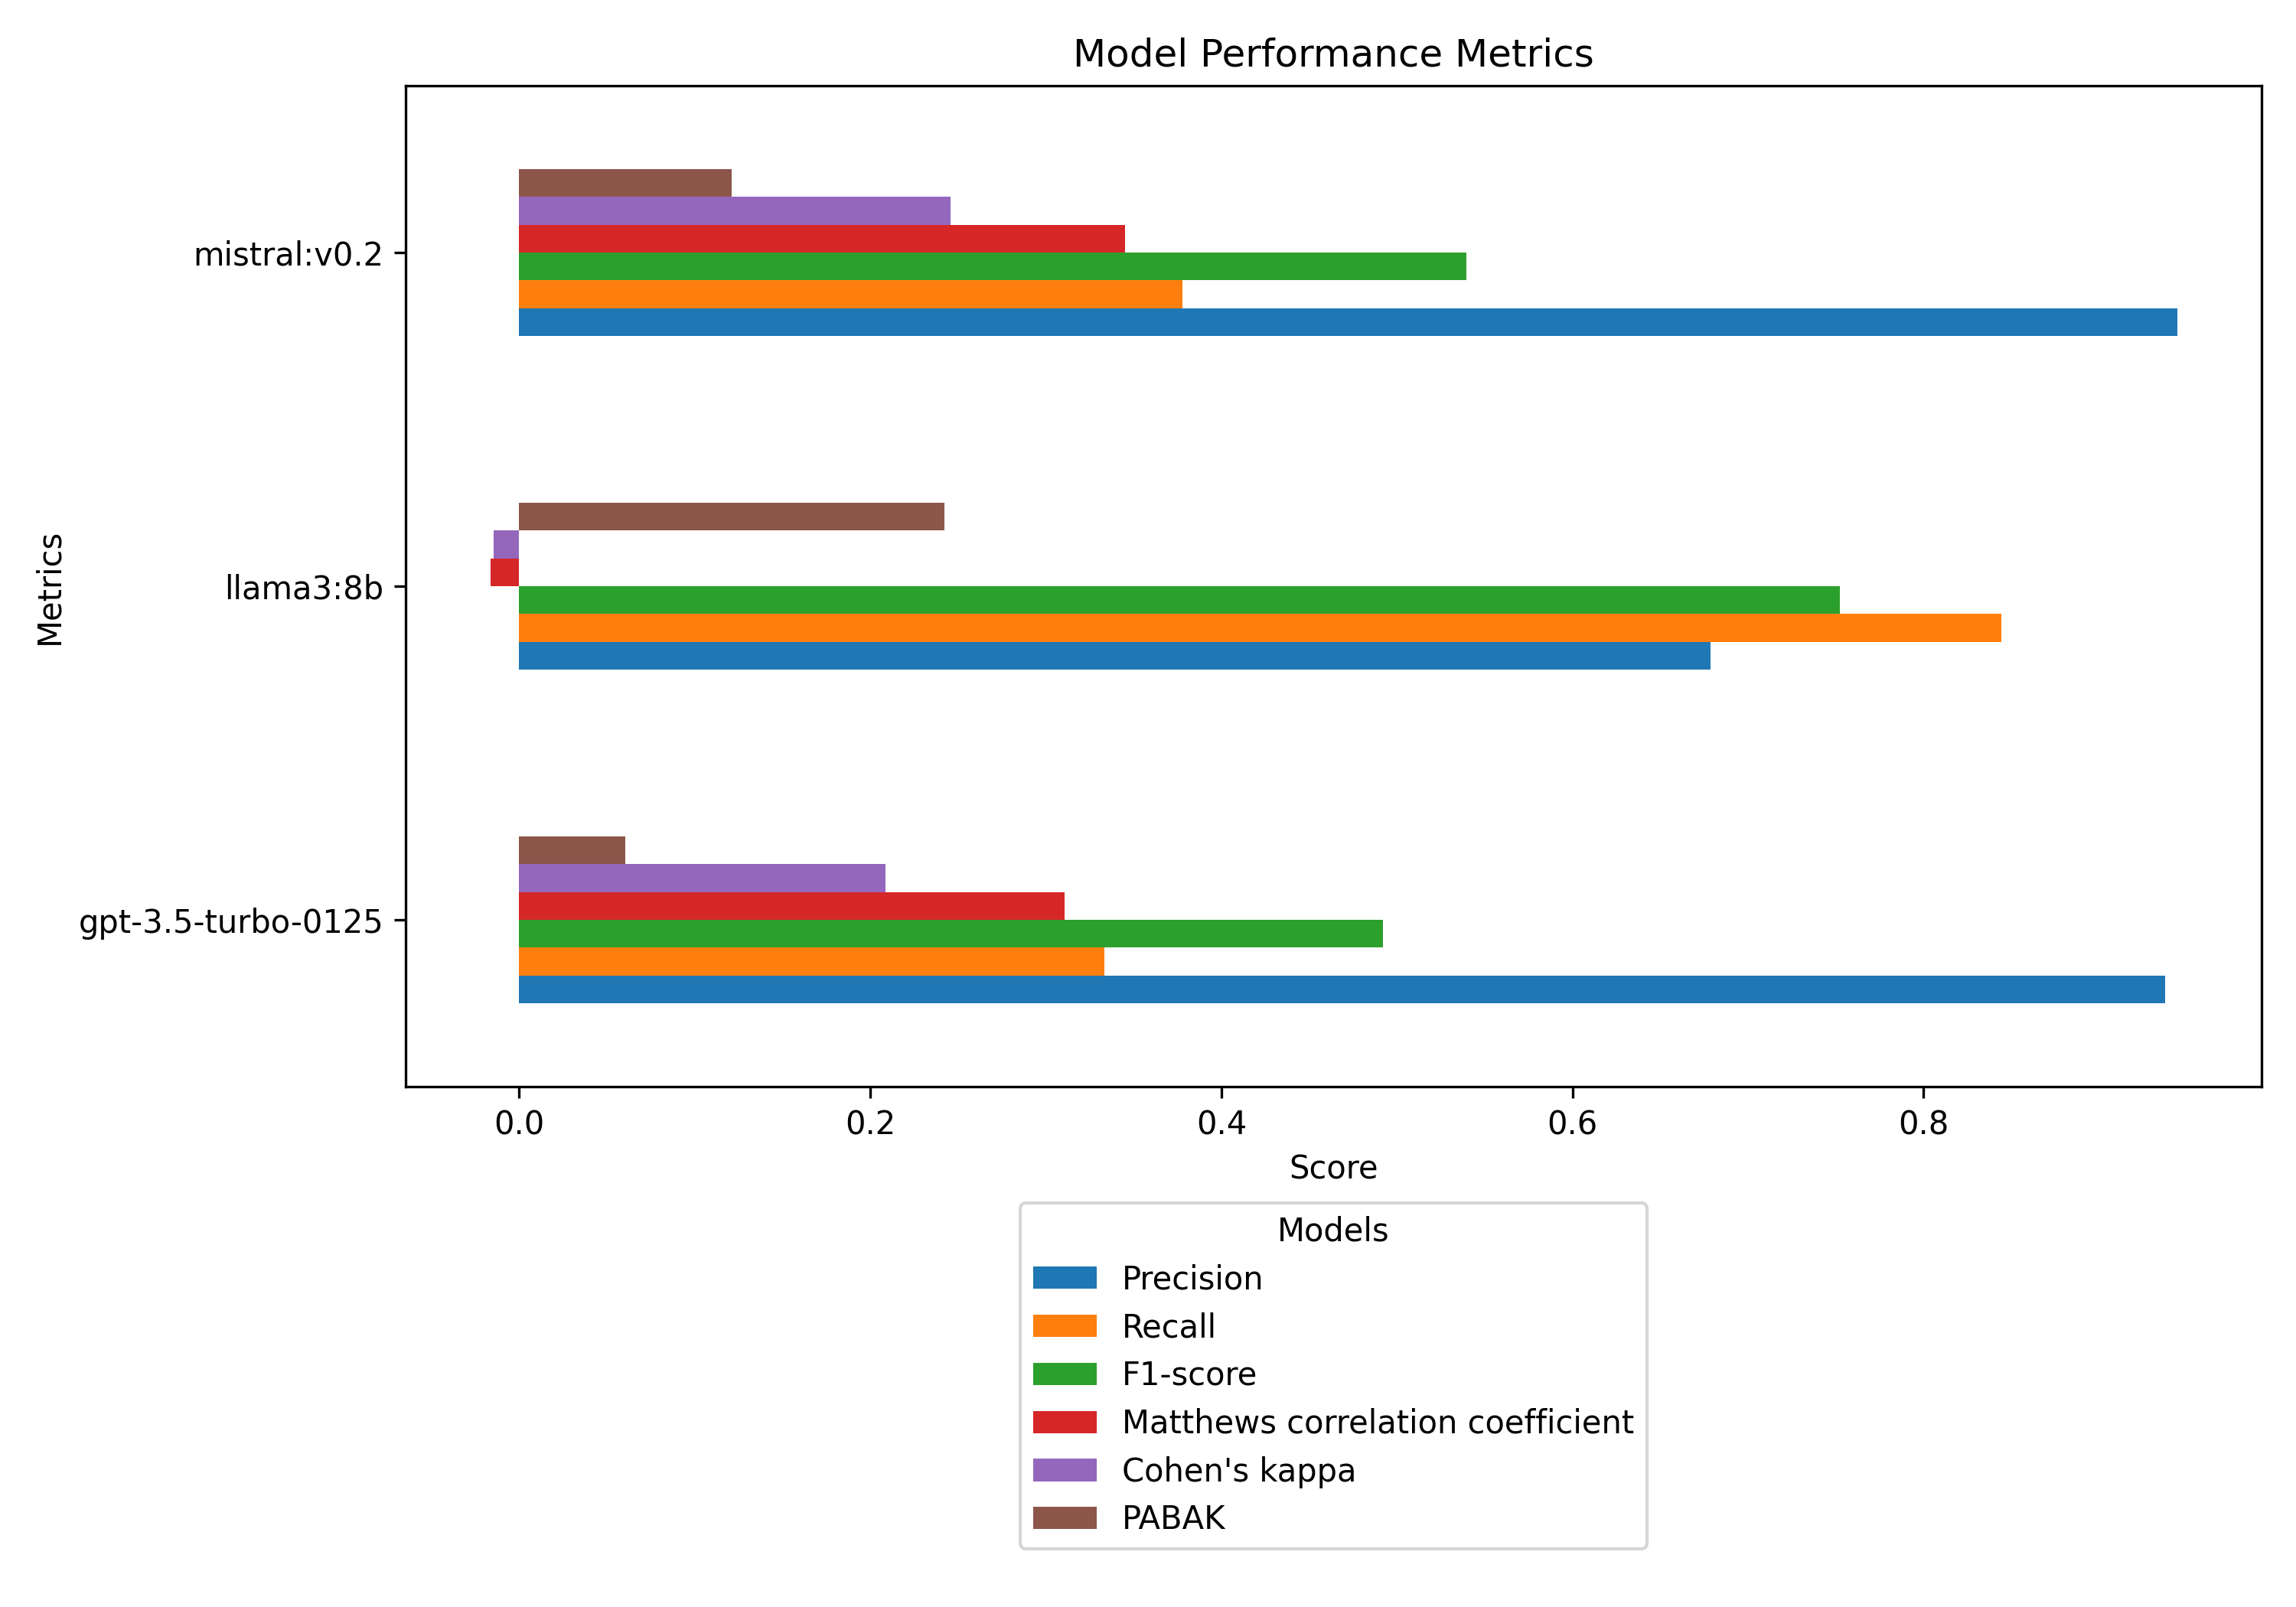 Model Performance Metrics
Metrics
mistral:v0.2
llama3:8b
gpt-3.5-turbo-0125
0.0 0.2 0.4 0.6 0.8
Score
Models
Precision
Recall
F1-score
Matthews correlation coefficient
Cohen's kappa
PABAK